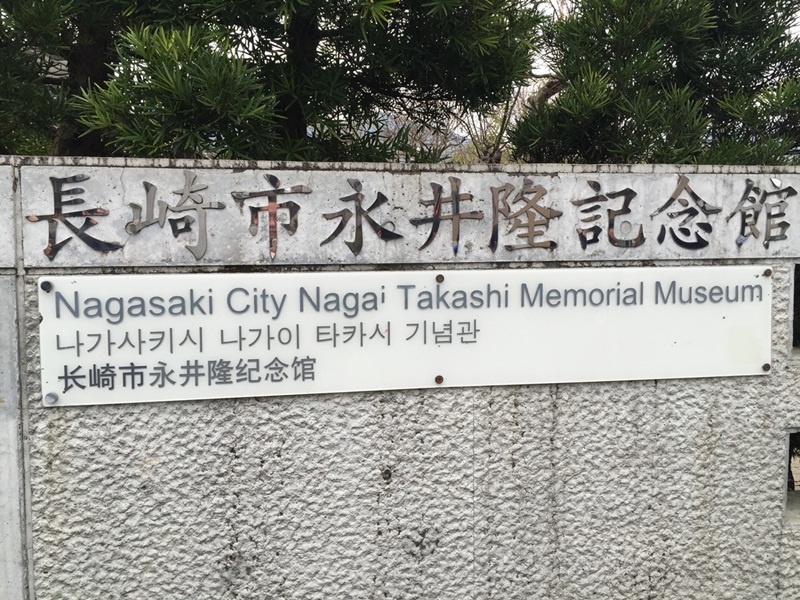 長崎市永井隆記念館
Nagasaki City Nagai Takashi Memorial Museum
나가사키시 나가이 타카시 기념관
长崎市永井隆纪念馆